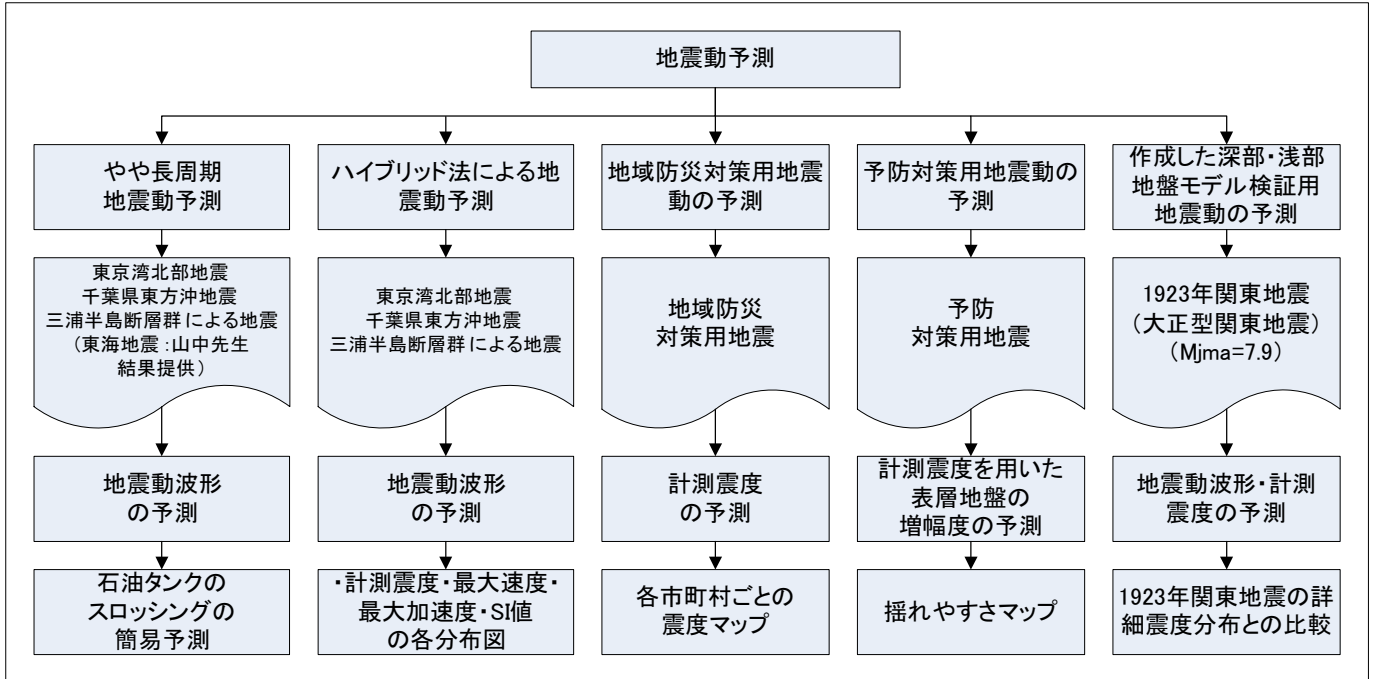 地震動予測
やや長周期
地震動予測
ハイブリッド法による地
震動予測
地域防災対策用地震
動の予測
予防対策用地震動の
予測
作成した深部・浅部
地盤モデル検証用
地震動の予測
東京湾北部地震
千葉県東方沖地震
三浦半島断層群による地震
(東海地震:山中先生
結果提供)
東京湾北部地震
千葉県東方沖地震
三浦半島断層群による地震
地域防災
対策用地震
予防
対策用地震
1923年関東地震
(大正型関東地震)
(Mjma=7.9)
地震動波形
の予測
地震動波形
の予測
計測震度
の予測
計測震度を用いた
表層地盤の
増幅度の予測
地震動波形・計測
震度の予測
石油タンクの
スロッシングの
簡易予測
・計測震度・最大速度・
最大加速度・SI値
の各分布図
各市町村ごとの
震度マップ
揺れやすさマップ
1923年関東地震の詳
細震度分布との比較